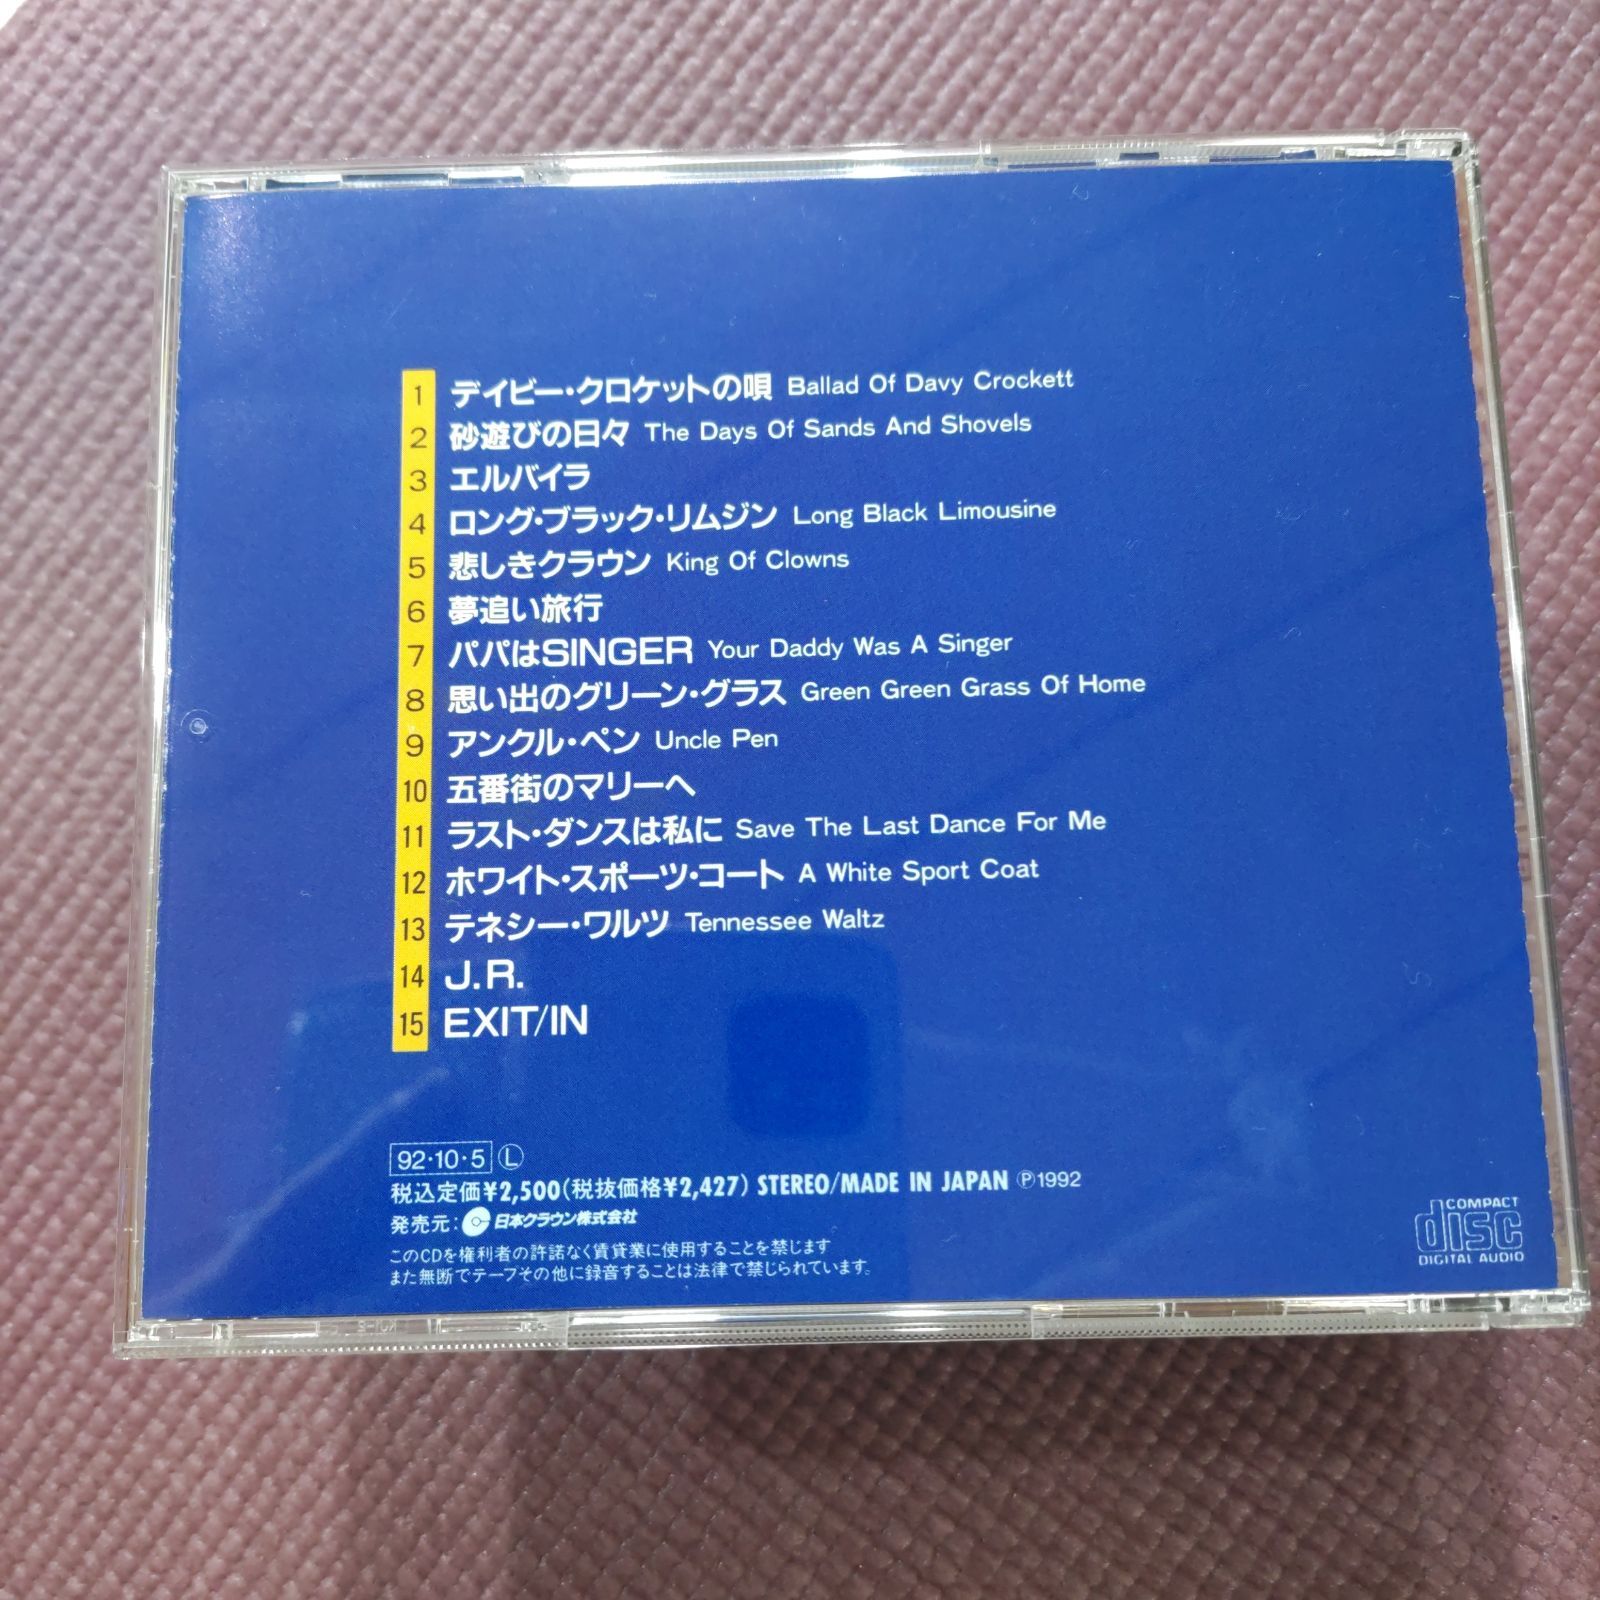 1 デイビー・クロケットの唄 Ballad Of Davy Crockett
2 砂遊びの日々 The Days Of Sands And Shovels
3 エルバイラ
4 ロング・ブラック・リムジン Long Black Limousine
5 悲しきクラウン King Of Clowns
6 夢追い旅行
7 パパはSINGER Your Daddy Was A Singer
8 思い出のグリーン・グラス Green Green Grass Of Home
9 アンクル・ペン Uncle Pen
10 五番街のマリーへ
11 ラスト・ダンスは私に Save The Last Dance For Me
12 ホワイト・スポーツ・コート A White Sport Coat
13 テネシー・ワルツ Tennessee Waltz
14 J.R.
15 EXIT/IN
92・10・5 Ⓛ
税込定価¥2,500(税抜価格¥2,427) STEREO/MADE IN JAPAN Ⓟ1992
発売元: 日本クラウン株式会社
このCDを権利者の許諾なく賃貸業に使用することを禁じます
また無断でテープその他に録音することは法律で禁じられています。
COMPACT
disc
DIGITAL AUDIO